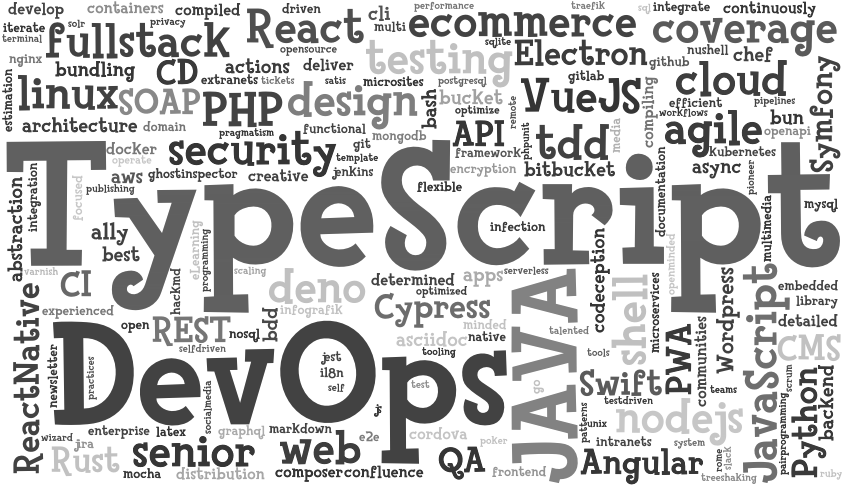 develop
containers
compiled
driven
cli
performance
traefik
sql
integrate
continuously
iterate
solr
privacy
React
multi
ecommerce
coverage
terminal
fullstack
opensource
sqlite
nginx
bundling
CD
actions
deliver
testing
Electron
github
nushell
chef
estimation
linux
SOAP
extranets
tickets
satis
microsites
postgresql
gitlab
cloud
PHP
design
bash
bucket
VueJS
compiling
efficient
pipelines
Symfony
architecture
domain
pragmatism
functional
mongodb
optimize
remote
API
phpunit
tdd
media
workflows
agile
bun
openapi
docker
operate
security
git
template
jenkins
framework
encryption
bitbucket
documentation
kubernetes
async
pioneer
abstraction
integration
focused
aws
publishing
ghostinspector
creative
flexible
TypeScript
mysql
ally
best
eLearning
programming
infection
codeception
openminded
multimedia
varnish
CI
hackmd
scaling
deno
determined
optimized
apps
serverless
embedded
library
experienced
infografik
Cypress
JAVA
shell
microservices
Wordpress
JavaScript
detailed
open
REST
nosql
bdd
minded
talented
selfdriven
asciidoc
native
tooling
tools
PWA
communities
CMS
ReactNative
newsletter
practices
DevOps
jest
i18n
self
test
go
Swift
testdriven
teams
scrum
Python
backend
socialmedia
js
patterns
unix
nodejs
pairprogramming
wizard
enterprise
latex
graphql
markdown
e2e
cordova
poker
intranets
system
jra
Rust
senior
web
QA
Angular
rome
slack
mocha
distribution
composer
confluence
frontend
treeshaking
ruby